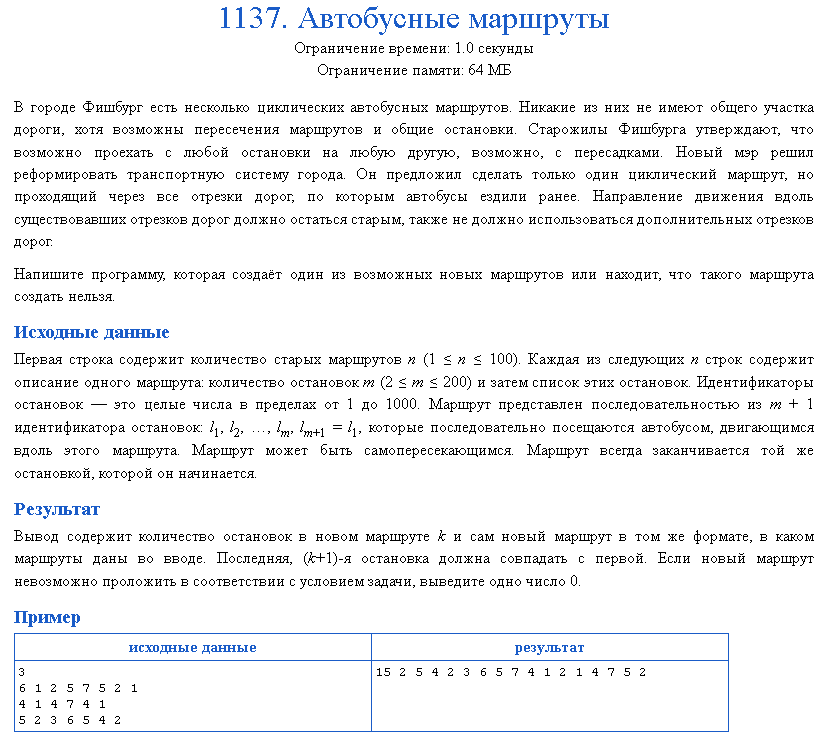 1137. Автобусные маршруты
Ограничение времени: 1.0 секунды
Ограничение памяти: 64 МБ
В городе Фишбург есть несколько циклических автобусных маршрутов. Никакие из них не имеют общего участка
дороги, хотя возможны пересечения маршрутов и общие остановки. Старожилы Фишбурга утверждают, что
возможно проехать с любой остановки на любую другую, возможно, с пересадками. Новый мэр решил
реформировать транспортную систему города. Он предложил сделать только один циклический маршрут, но
проходящий через все отрезки дорог, по которым автобусы ездили ранее. Направление движения вдоль
существовавших отрезков дорог должно остаться старым, также не должно использоваться дополнительных отрезков
дорог.
Напишите программу, которая создаёт один из возможных новых маршрутов или находит, что такого маршрута
создать нельзя.
Исходные данные
Первая строка содержит количество старых маршрутов n (1 ≤ n ≤ 100). Каждая из следующих n строк содержит
описание одного маршрута: количество остановок m (2 ≤ m ≤ 200) и затем список этих остановок. Идентификаторы
остановок — это целые числа в пределах от 1 до 1000. Маршрут представлен последовательностью из m + 1
идентификатора остановок: l1, l2, …, lm, lm+1 = l1, которые последовательно посещаются автобусом, двигающимся
вдоль этого маршрута. Маршрут может быть самопересекающимся. Маршрут всегда заканчивается той же
остановкой, которой он начинается.
Результат
Вывод содержит количество остановок в новом маршруте k и сам новый маршрут в том же формате, в каком
маршруты даны во вводе. Последняя, (k+1)-я остановка должна совпадать с первой. Если новый маршрут
невозможно проложить в соответствии с условием задачи, выведите одно число 0.
Пример
исходные данные результат
3 15 2 5 4 2 3 6 5 7 4 1 2 1 4 7 5 2
6 1 2 5 7 5 2 1
4 1 4 7 4 1
5 2 3 6 5 4 2